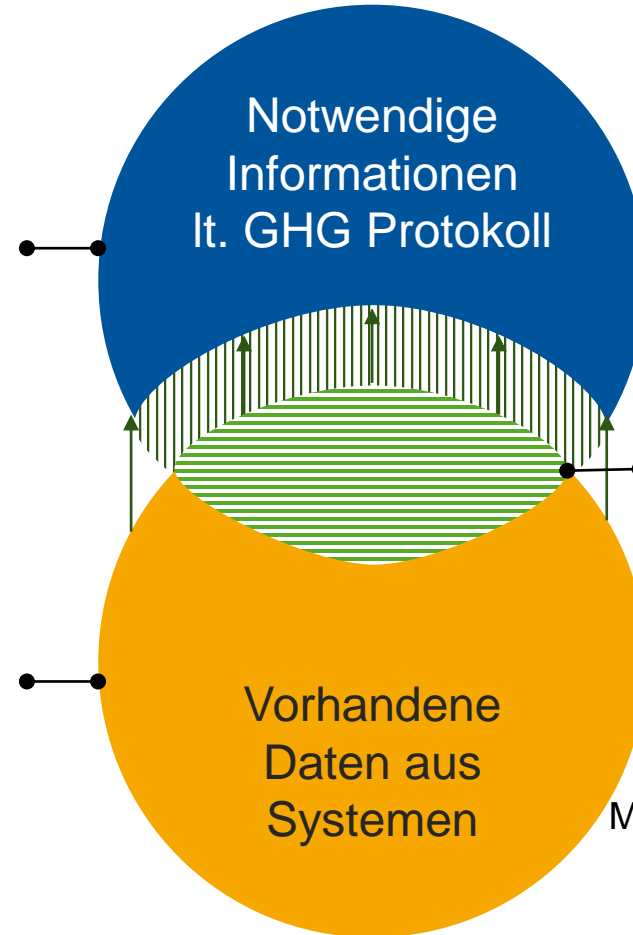 Notwendige
Informationen
lt. GHG Protokoll
Vorhandene
Daten aus
Systemen
M